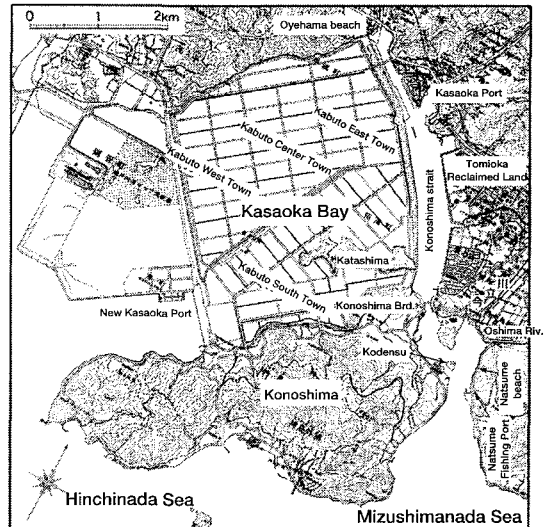 0 1 2km
Oyehama beach
Kasaoka Port
Kabuto East Town
Kabuto Center Town
Kabuto West Town
Tomioka
Reclaimed Land
Kasaoka Bay
Konoshima strait
Katashima
Kabuto South Town
New Kasaoka Port
Konoshima Brd.
Oshima Riv.
Kodensu
Natsume
beach
Konoshima
Natsume
Fishing Port
Hinchinada Sea
Mizushimanada Sea